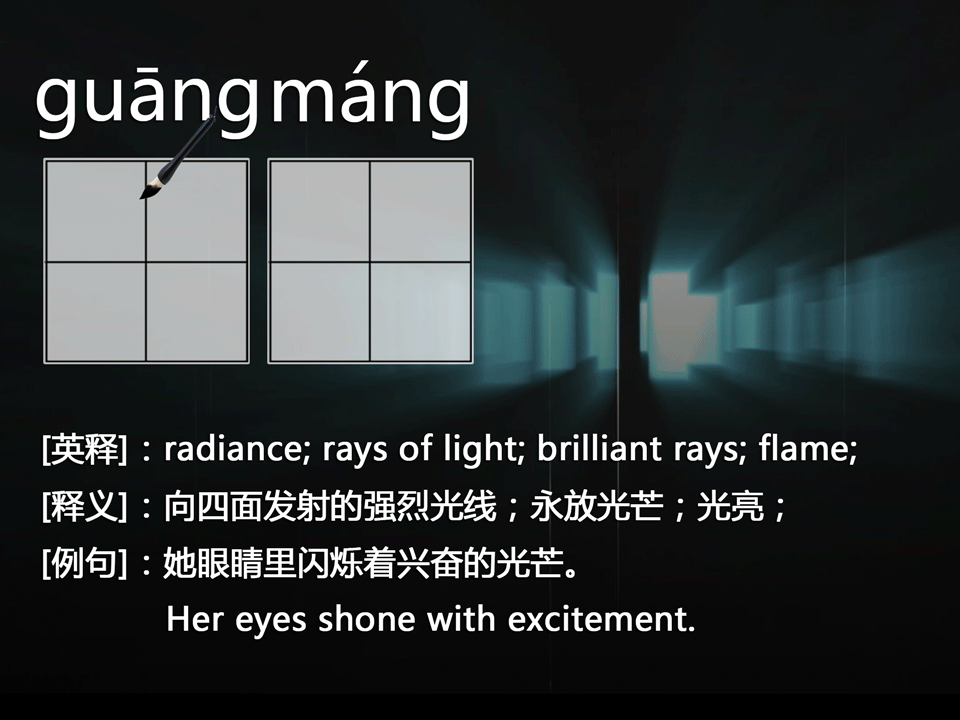 guāngmáng
[英释]：radiance; rays of light; brilliant rays; flame;
[释义]：向四面发射的强烈光线；永放光芒；光亮；
[例句]：她眼睛里闪烁着兴奋的光芒。
Her eyes shone with excitement.